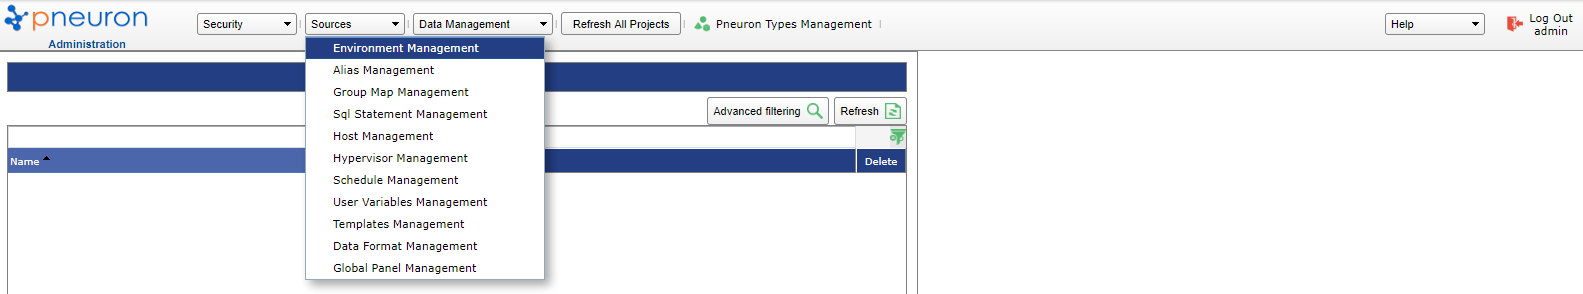 pneuron
Administration
Security
Sources
Data Management
Refresh All Projects
Pneuron Types Management
Help
Log Out
admin
Environment Management
Alias Management
Group Map Management
Sql Statement Management
Host Management
Hypervisor Management
Schedule Management
User Variables Management
Templates Management
Data Format Management
Global Panel Management
Advanced filtering
Refresh
Name
Delete